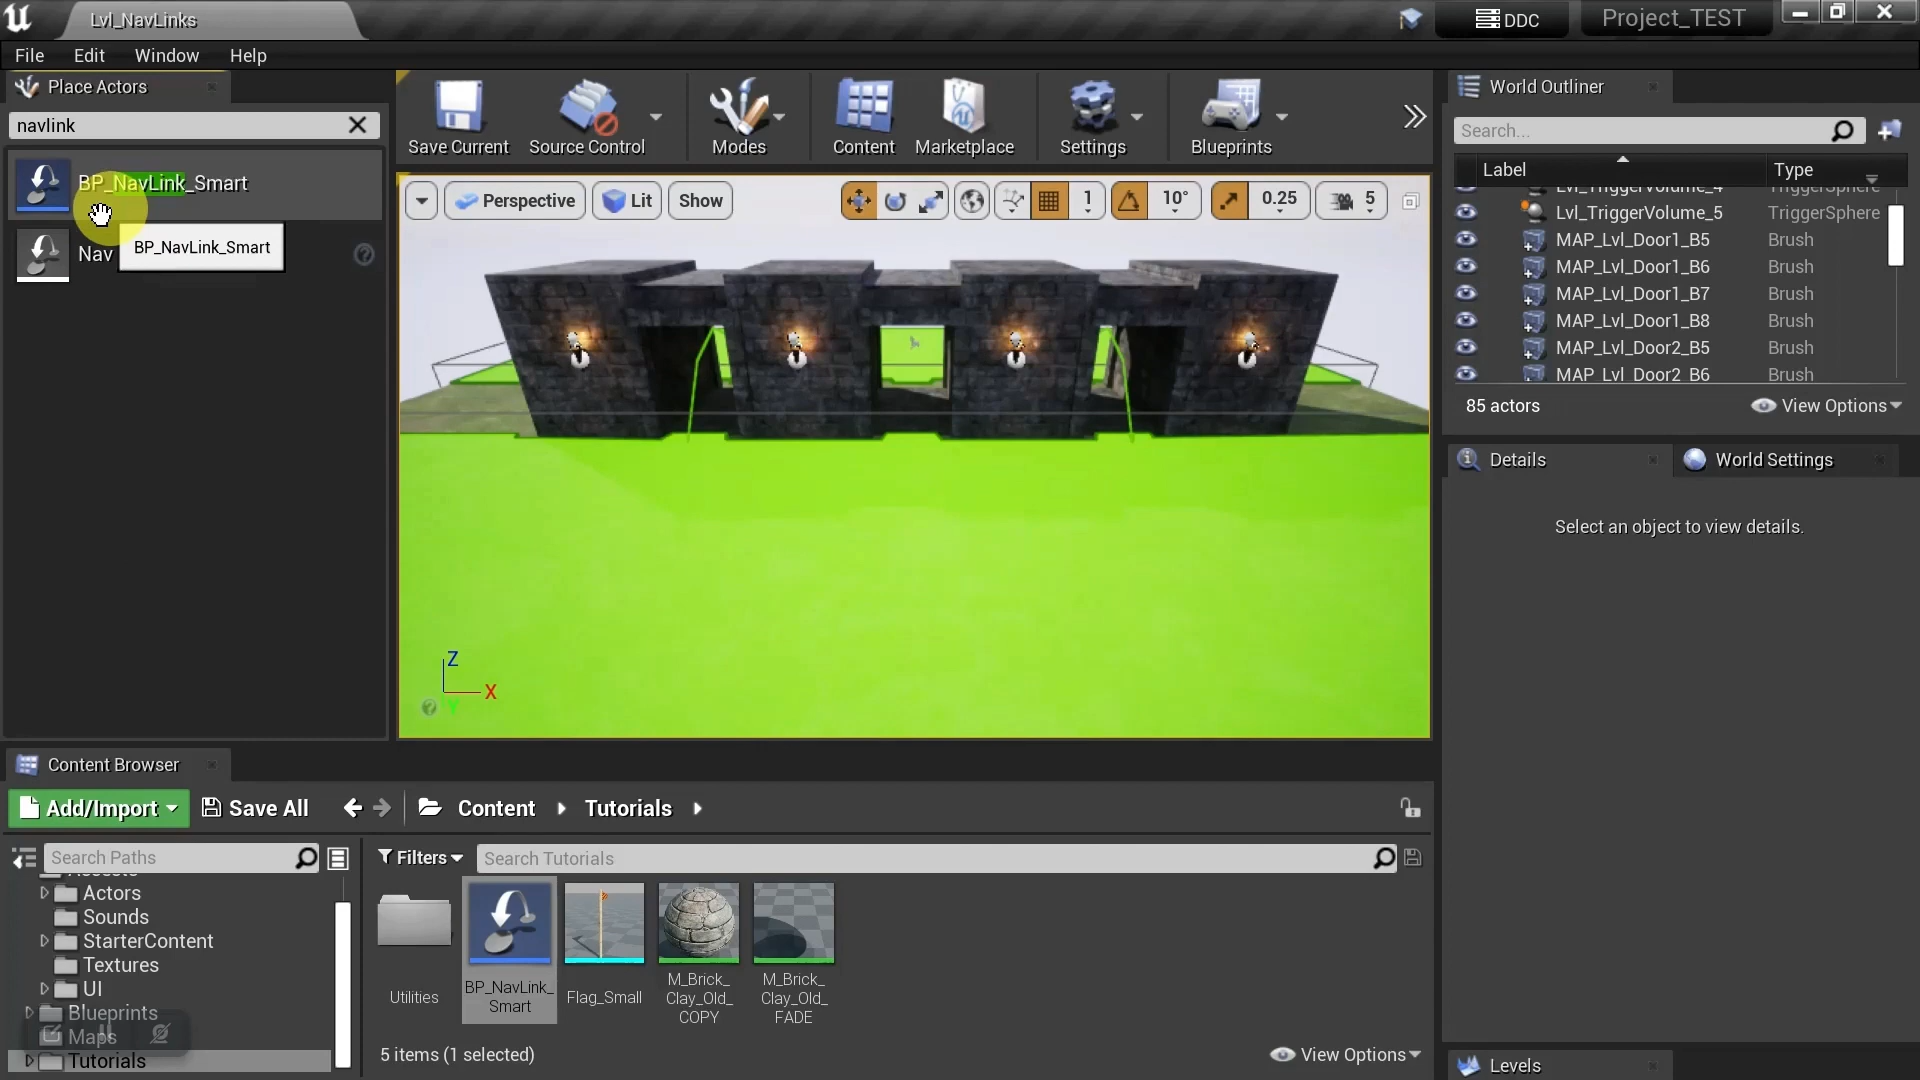 Lvl_NavLinks
DDC
Project_TEST
File Edit Window Help
Place Actors
navlink
BP_NavLink_Smart
BP_NavLink_Smart
Nav
Save Current
Source Control
Modes
Content
Marketplace
Settings
Blueprints
Perspective
Lit
Show
1
10°
0.25
5
Z
X
Y
World Outliner
Search...
Label Type
Lvl_TriggerVolume_4 TriggerSphere
Lvl_TriggerVolume_5 TriggerSphere
MAP_Lvl_Door1_B5 Brush
MAP_Lvl_Door1_B6 Brush
MAP_Lvl_Door1_B7 Brush
MAP_Lvl_Door1_B8 Brush
MAP_Lvl_Door2_B5 Brush
MAP_Lvl_Door2_B6 Brush
85 actors
View Options
Details
World Settings
Select an object to view details.
Levels
Content Browser
Add/Import
Save All
Content
Tutorials
Search Paths
Filters
Search Tutorials
Actors
Sounds
StarterContent
Textures
UI
Blueprints
Maps
Tutorials
Utilities
BP_NavLink_
Smart
Flag_Small
M_Brick_
Clay_Old_
COPY
M_Brick_
Clay_Old_
FADE
5 items (1 selected)
View Options